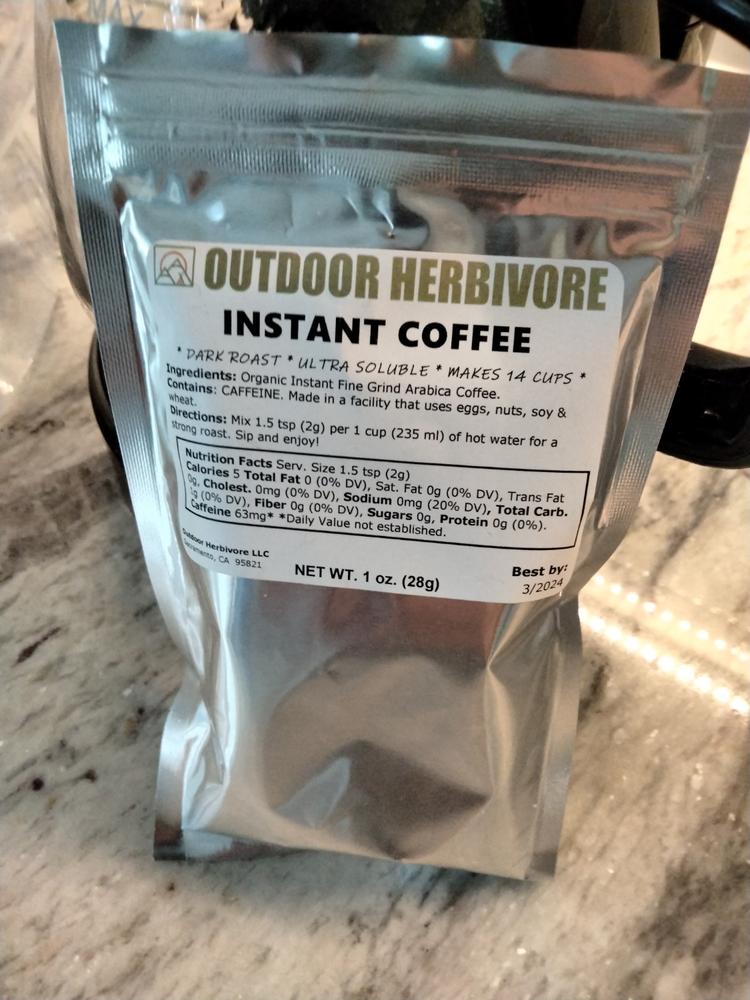 OUTDOOR HERBIVORE
INSTANT COFFEE
* DARK ROAST * ULTRA SOLUBLE * MAKES 14 CUPS *
Ingredients: Organic Instant Fine Grind Arabica Coffee.
Contains: CAFFEINE. Made in a facility that uses eggs, nuts, soy &
wheat.
Directions: Mix 1.5 tsp (2g) per 1 cup (235 ml) of hot water for a
strong roast. Sip and enjoy!
Nutrition Facts Serv. Size 1.5 tsp (2g)
Calories 5 Total Fat 0 (0% DV), Sat. Fat 0g (0% DV), Trans Fat
0g, Cholest. 0mg (0% DV), Sodium 0mg (20% DV), Total Carb.
1g (0% DV), Fiber 0g (0% DV), Sugars 0g, Protein 0g (0%).
Caffeine 63mg* *Daily Value not established.
Outdoor Herbivore LLC
Sacramento, CA 95821
NET WT. 1 oz. (28g)
Best by:
3/2024